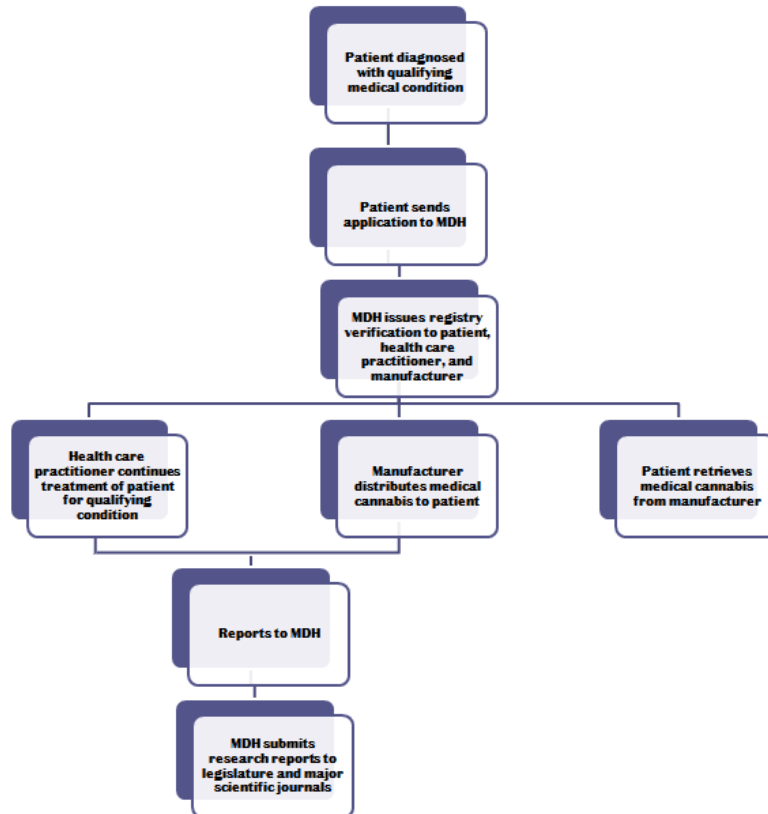 Patient diagnosed
with qualifying
medical condition
Patient sends
application to MDH
MDH issues registry
verification to patient,
health care
practitioner, and
manufacturer
Health care
practitioner continues
treatment of patient
for qualifying
condition
Manufacturer
distributes medical
cannabis to patient
Patient retrieves
medical cannabis
from manufacturer
Reports to MDH
MDH submits
research reports to
legislature and major
scientific journals